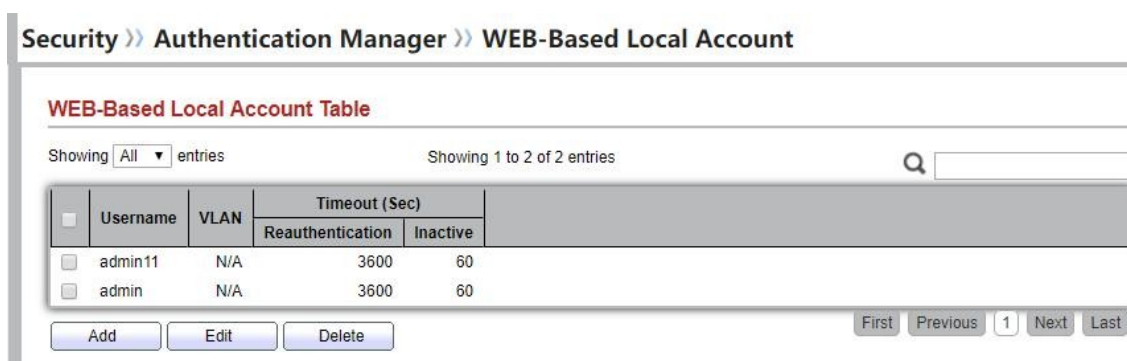 Security 》 Authentication Manager 》 WEB-Based Local Account
WEB-Based Local Account Table
Showing All ▼ entries Showing 1 to 2 of 2 entries
Username VLAN Timeout (Sec)
Reauthentication Inactive
admin11 N/A 3600 60
admin N/A 3600 60
Add Edit Delete First Previous 1 Next Last